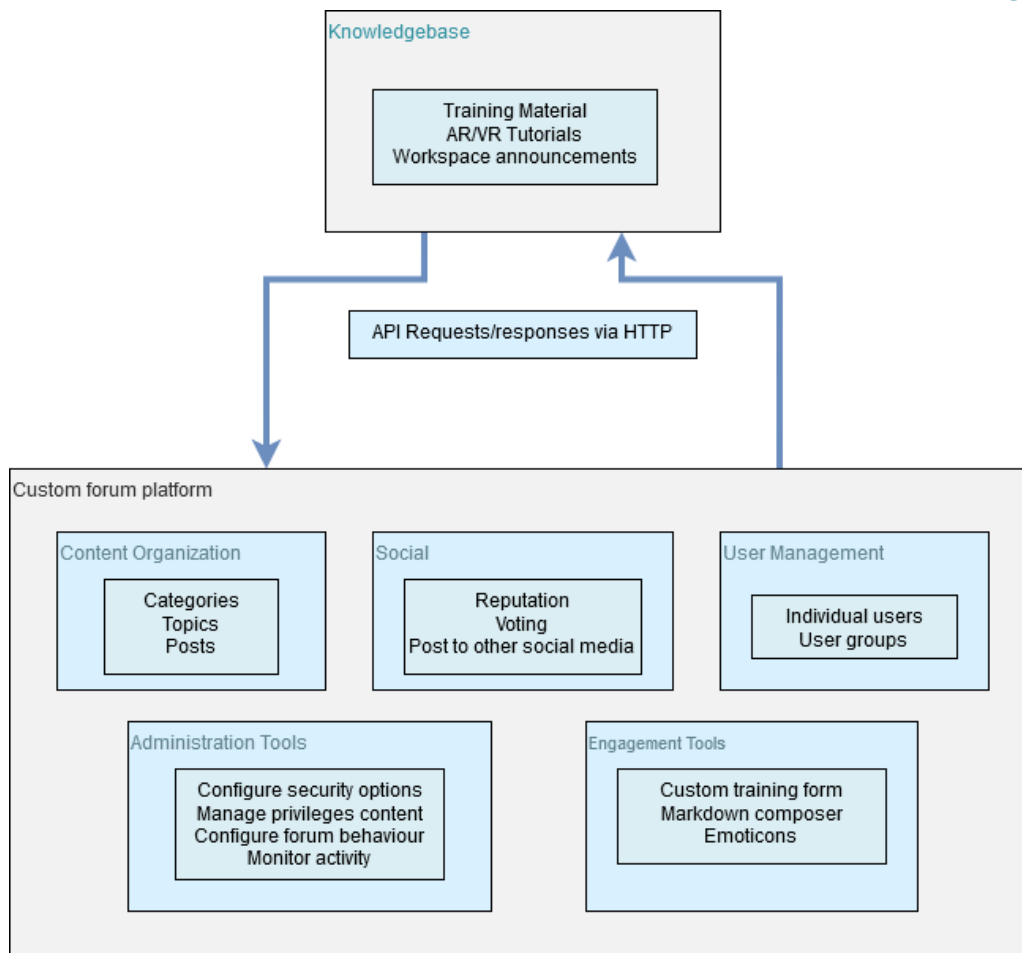 Knowledgebase
Training Material
AR/VR Tutorials
Workspace announcements
API Requests/responses via HTTP
Custom forum platform
Content Organization
Categories
Topics
Posts
Social
Reputation
Voting
Post to other social media
User Management
Individual users
User groups
Administration Tools
Configure security options
Manage privileges content
Configure forum behaviour
Monitor activity
Engagement Tools
Custom training form
Markdown composer
Emoticons